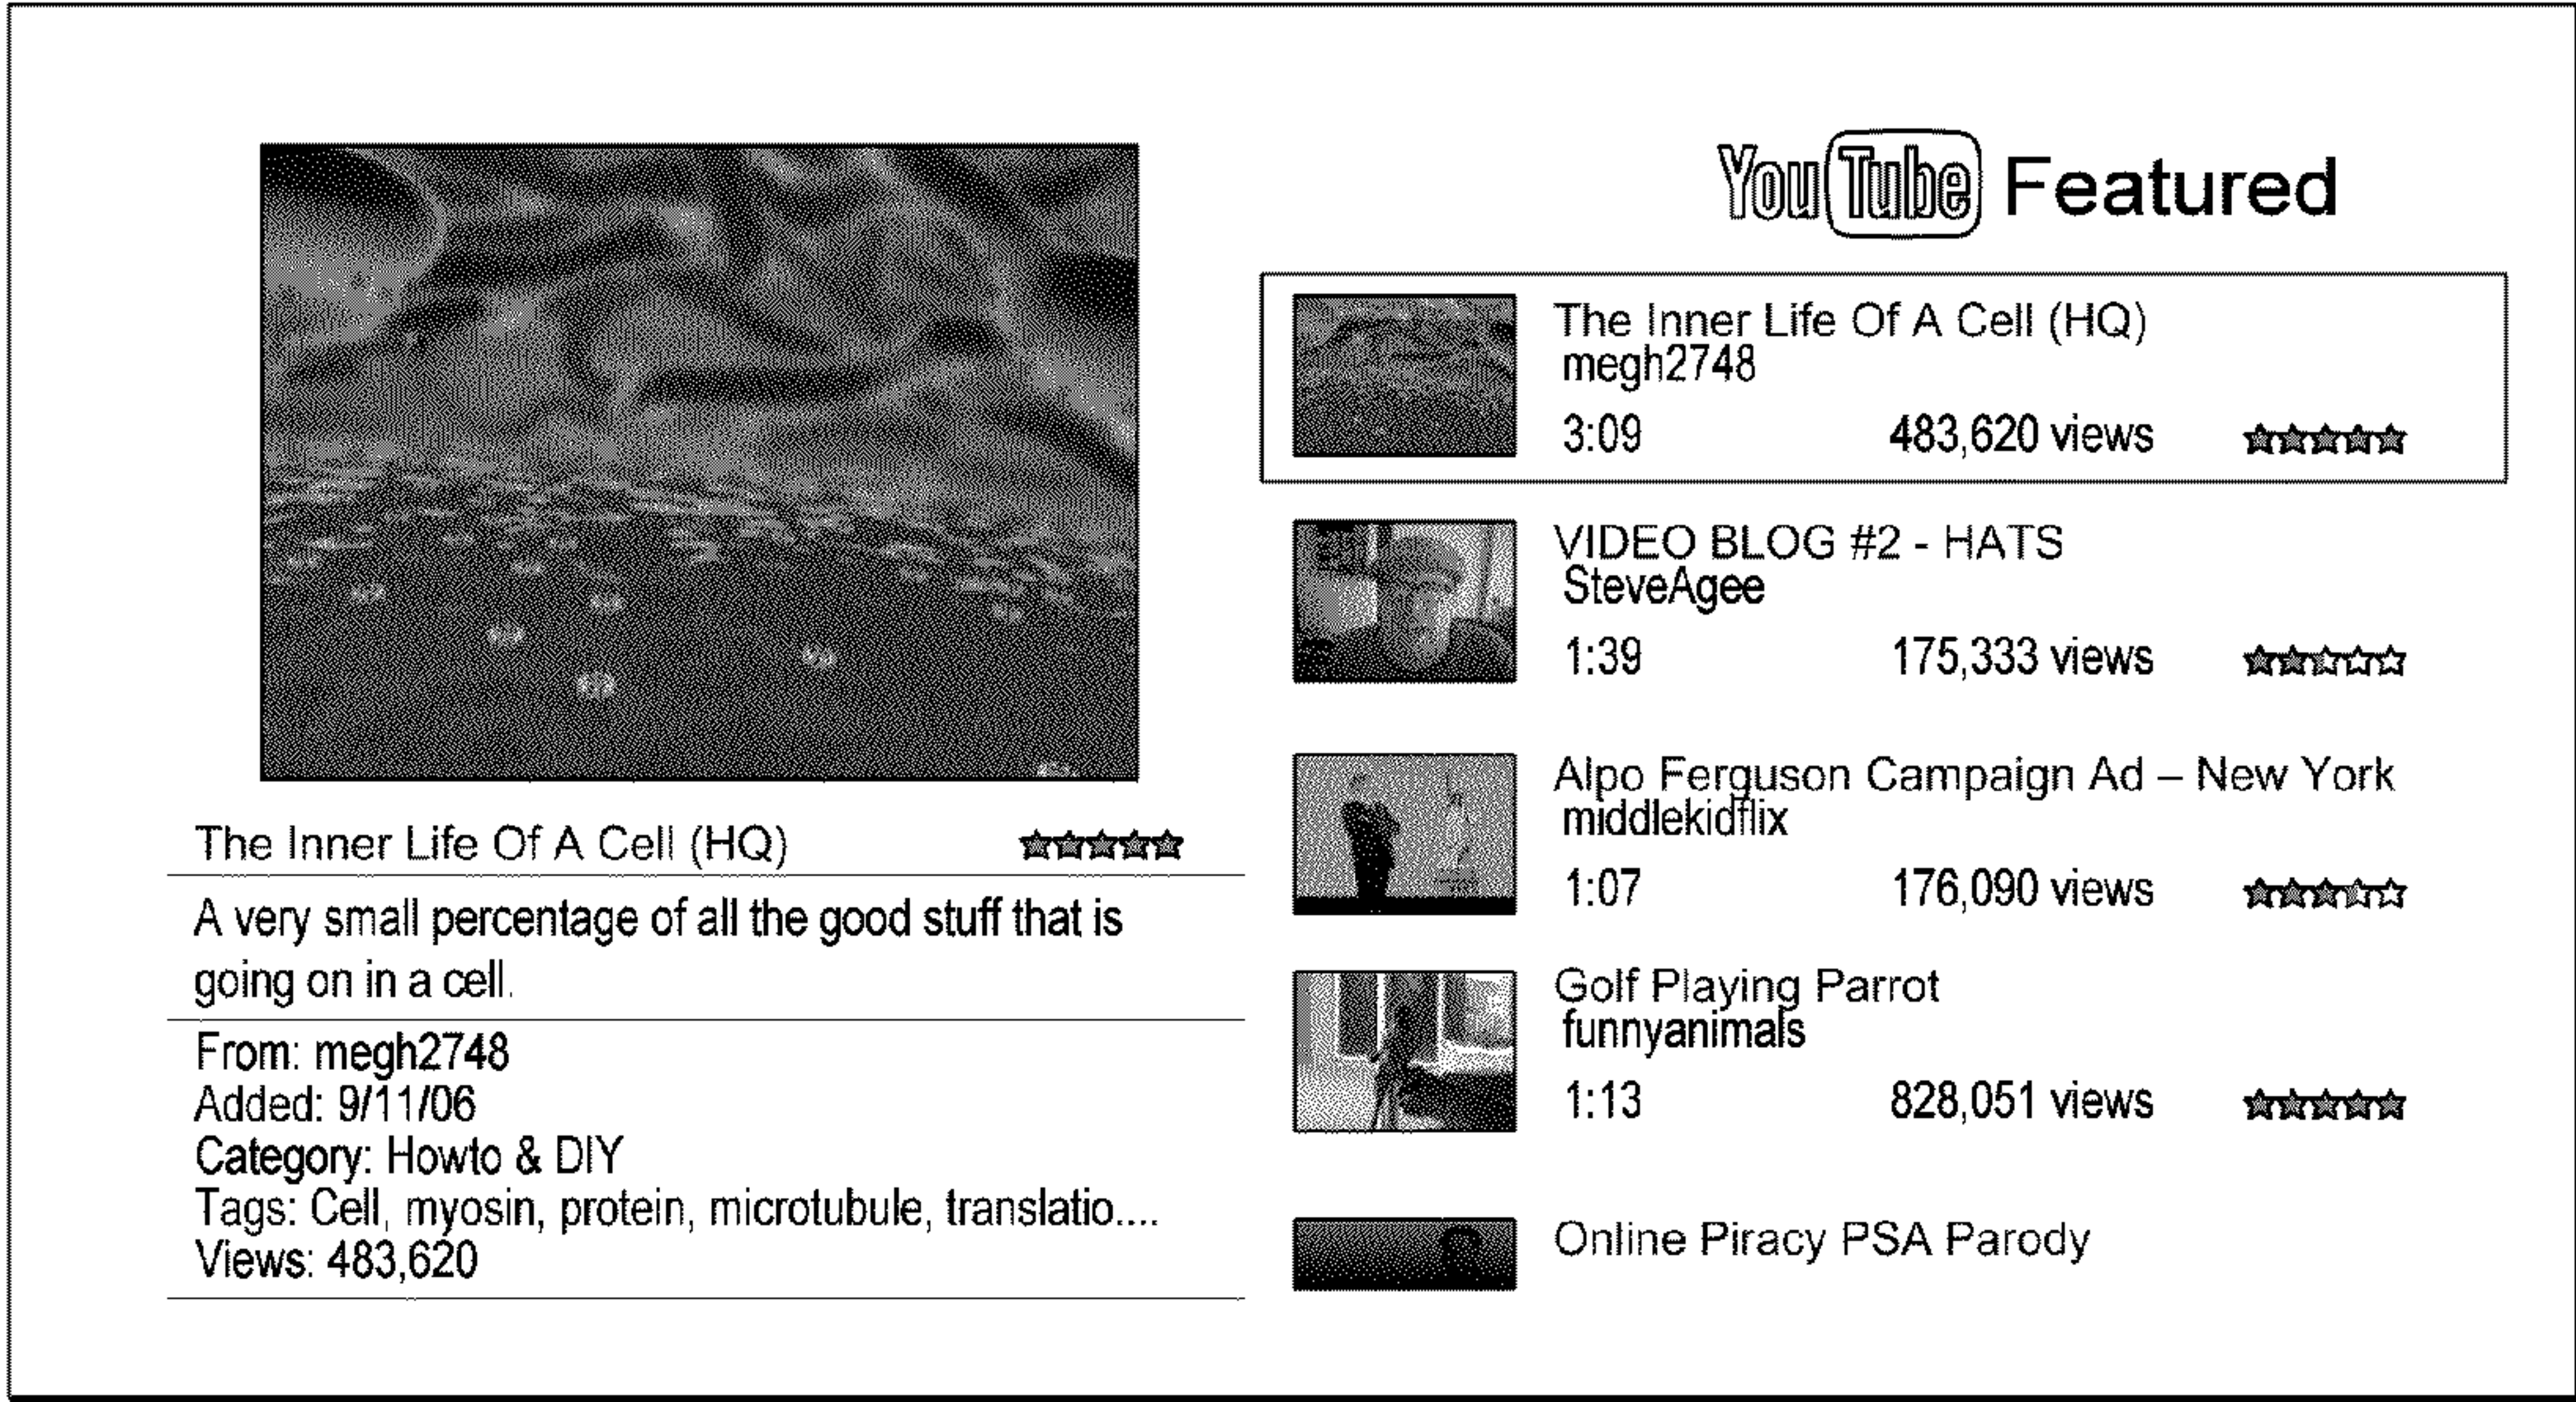 The Inner Life Of A Cell (HQ)
A very small percentage of all the good stuff that is
going on in a cell.
From: megh2748
Added: 9/11/06
Category: Howto & DIY
Tags: Cell, myosin, protein, microtubule, translatio....
Views: 483,620
YouTube Featured
The Inner Life Of A Cell (HQ)
megh2748
3:09 483,620 views
VIDEO BLOG #2 - HATS
SteveAgee
1:39 175,333 views
Alpo Ferguson Campaign Ad – New York
middlekidflix
1:07 176,090 views
Golf Playing Parrot
funnyanimals
1:13 828,051 views
Online Piracy PSA Parody